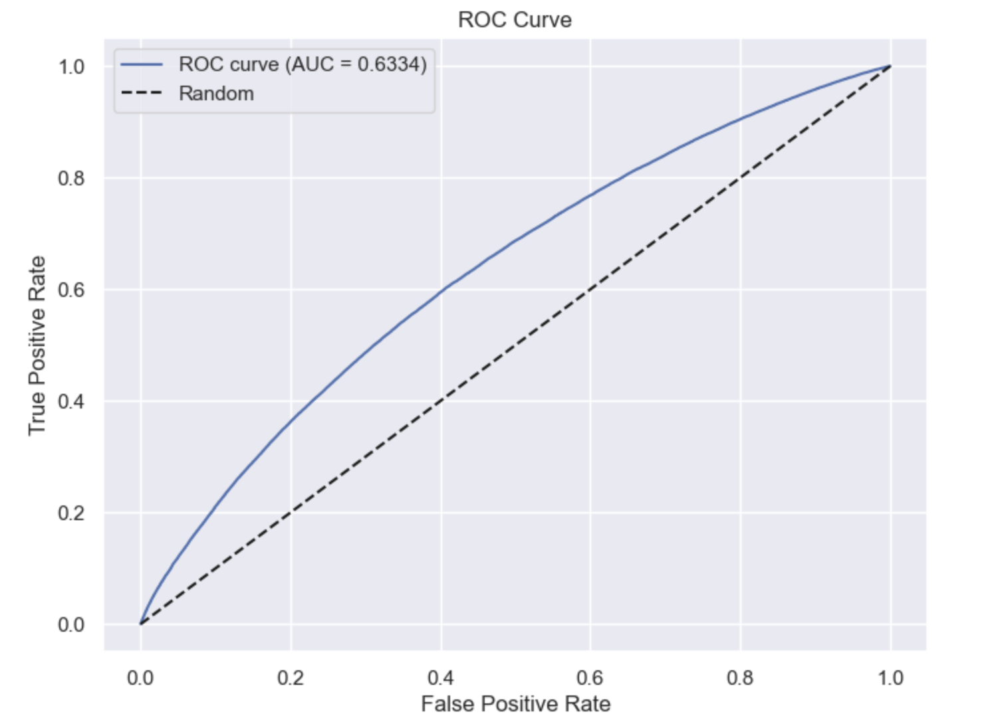 ROC Curve
ROC curve (AUC = 0.6334)
Random
True Positive Rate
1.0
0.8
0.6
0.4
0.2
0.0
0.0 0.2 0.4 0.6 0.8 1.0
False Positive Rate